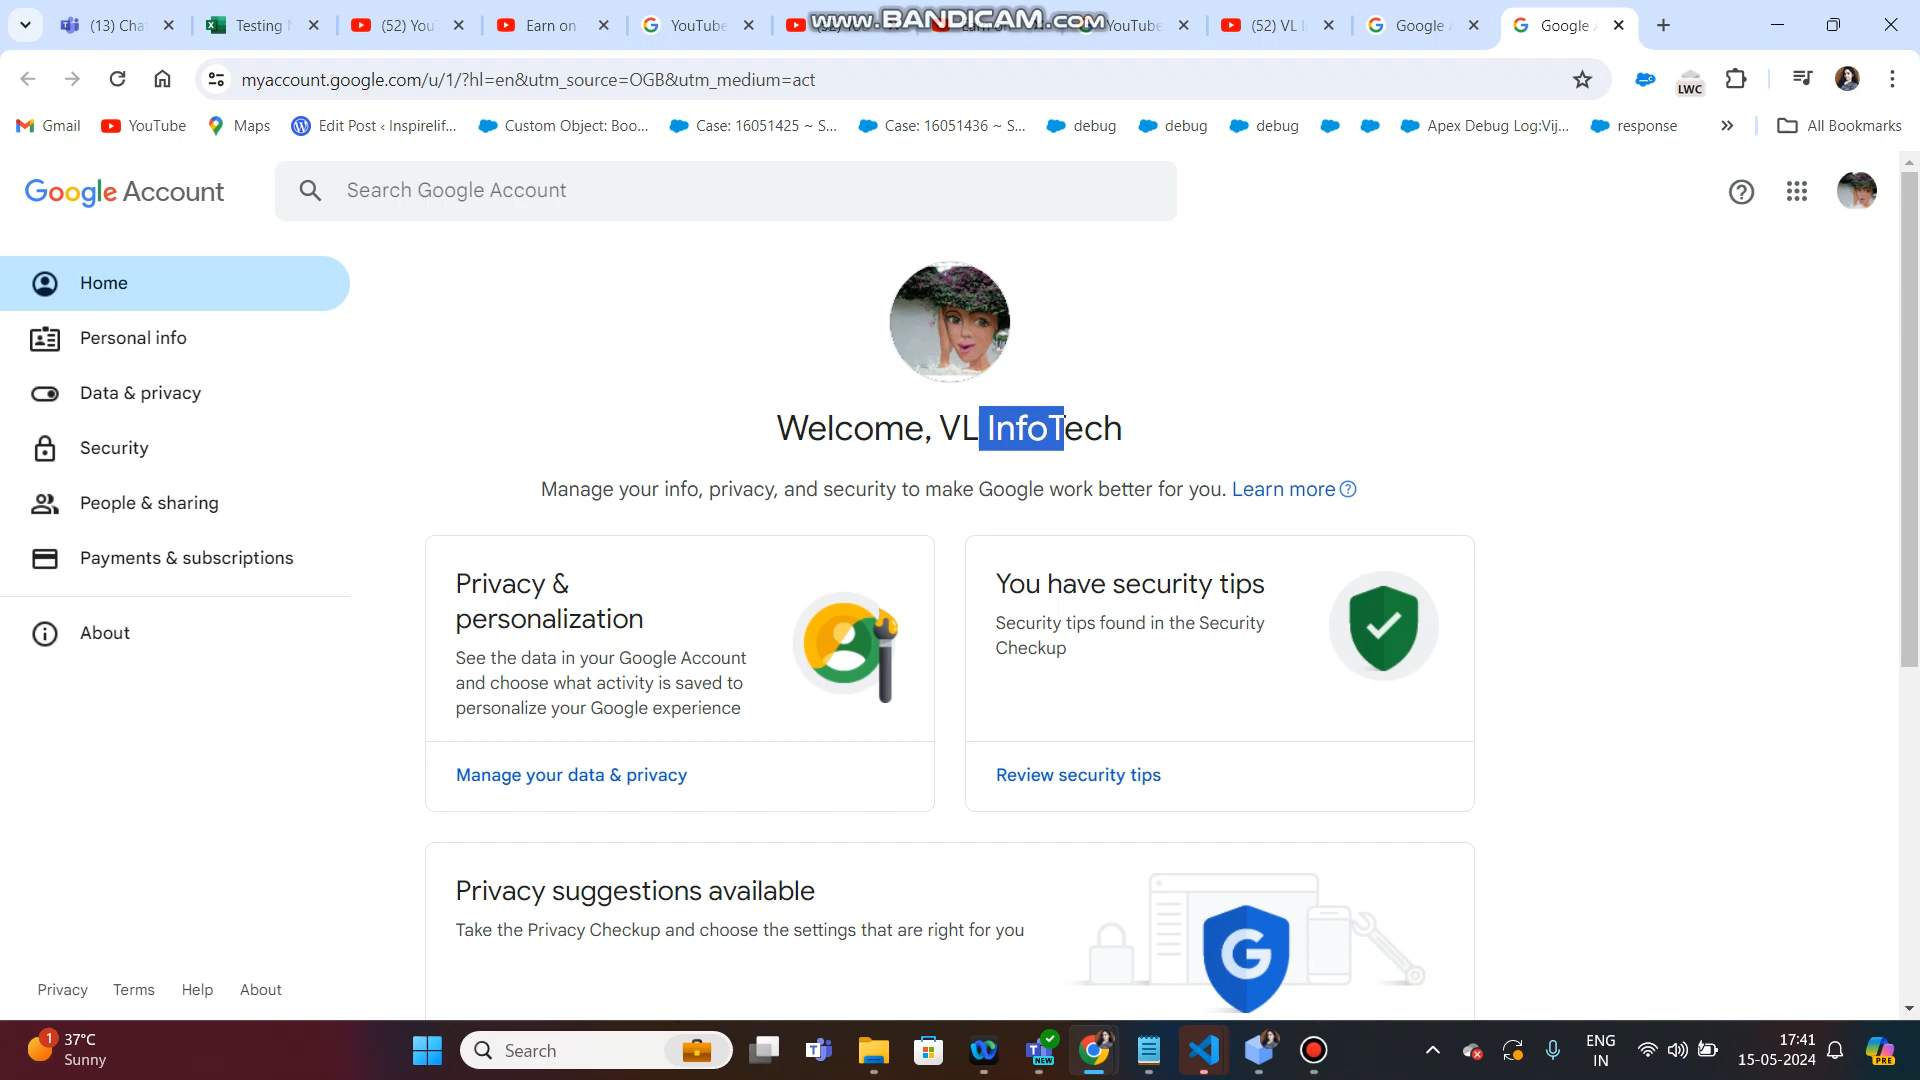 (13) Cha
Testing
(52) You
Earn on
YouTube
YouTube
(52) VL I
Google
Google
www.BANDICAM.com
myaccount.google.com/u/1/?hl=en&utm_source=OGB&utm_medium=act
LWC
Gmail
YouTube
Maps
Edit Post ‹ Inspirelif...
Custom Object: Boo...
Case: 16051425 ~ S...
Case: 16051436 ~ S...
debug
debug
debug
Apex Debug Log:Vij...
response
All Bookmarks
Google Account
Search Google Account
Home
Personal info
Data & privacy
Security
People & sharing
Payments & subscriptions
About
Welcome, VL InfoTech
Manage your info, privacy, and security to make Google work better for you. Learn more
Privacy &
personalization
See the data in your Google Account
and choose what activity is saved to
personalize your Google experience
Manage your data & privacy
You have security tips
Security tips found in the Security
Checkup
Review security tips
Privacy suggestions available
Take the Privacy Checkup and choose the settings that are right for you
Privacy
Terms
Help
About
1
37°C
Sunny
Search
NEW
ENG
IN
17:41
15-05-2024
PRE